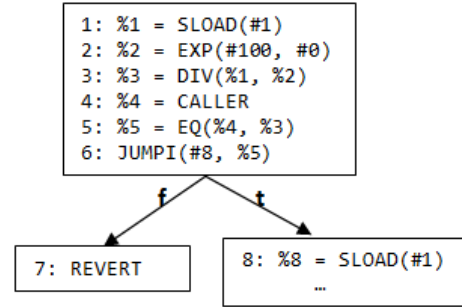 1: %1 = SLOAD(#1)
2: %2 = EXP(#100, #0)
3: %3 = DIV(%1, %2)
4: %4 = CALLER
5: %5 = EQ(%4, %3)
6: JUMPI(#8, %5)
f
t
7: REVERT
8: %8 = SLOAD(#1)
…